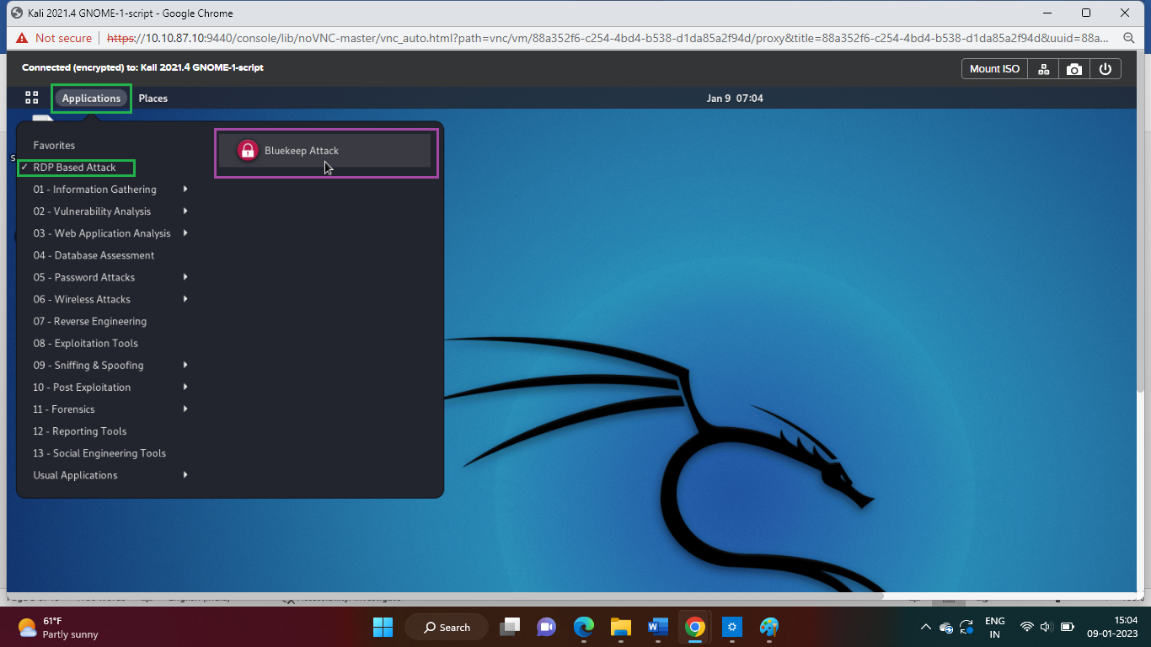 Kali 2021.4 GNOME-1-script - Google Chrome
Not secure https://10.10.87.10:9440/console/lib/noVNC-master/vnc_auto.html?path=vnc/vm/88a352f6-c254-4bd4-b538-d1da85a2f94d/proxy&title=88a352f6-c254-4bd4-b538-d1da85a2f94d&uuid=88a...
Connected (encrypted) to: Kali 2021.4 GNOME-1-script
Mount ISO
Applications Places Jan 9 07:04
Favorites
RDP Based Attack
01 - Information Gathering
02 - Vulnerability Analysis
03 - Web Application Analysis
04 - Database Assessment
05 - Password Attacks
06 - Wireless Attacks
07 - Reverse Engineering
08 - Exploitation Tools
09 - Sniffing & Spoofing
10 - Post Exploitation
11 - Forensics
12 - Reporting Tools
13 - Social Engineering Tools
Usual Applications
Bluekeep Attack
61°F
Partly sunny
Search
ENG
IN
15:04
09-01-2023